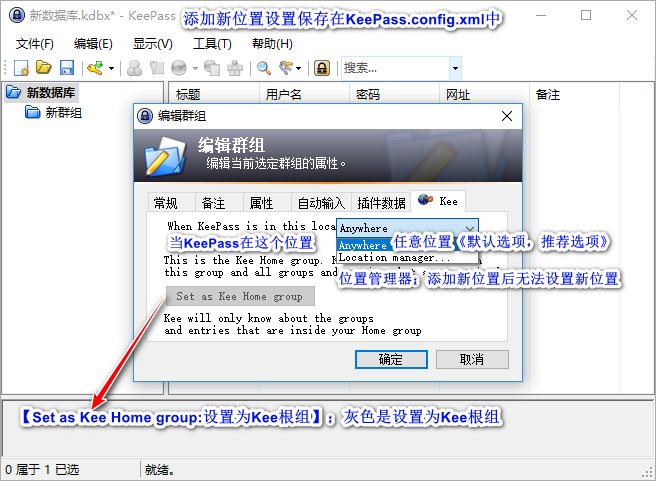 新数据库.kdbx* - KeePass
添加新位置设置保存在KeePass.config.xml中
文件(F) 编辑(E) 显示(V) 工具(T) 帮助(H)
搜索...
新数据库
新群组
标题 用户名 密码 网址 备注
编辑群组
编辑群组
编辑当前选定群组的属性。
常规 备注 属性 自动输入 插件数据 Kee
When KeePass is in this loca
Anywhere
当KeePass在这个位置
Anywhere
任意位置《默认选项，推荐选项》
Location manager...
This is the Kee Home group.
this group and all groups and
位置管理器：添加新位置后无法设置新位置
Set as Kee Home group
Kee will only know about the groups
and entries that are inside your Home group
确定 取消
【Set as Kee Home group:设置为Kee根组】；灰色是设置为Kee根组
0 属于 1 已选 就绪。